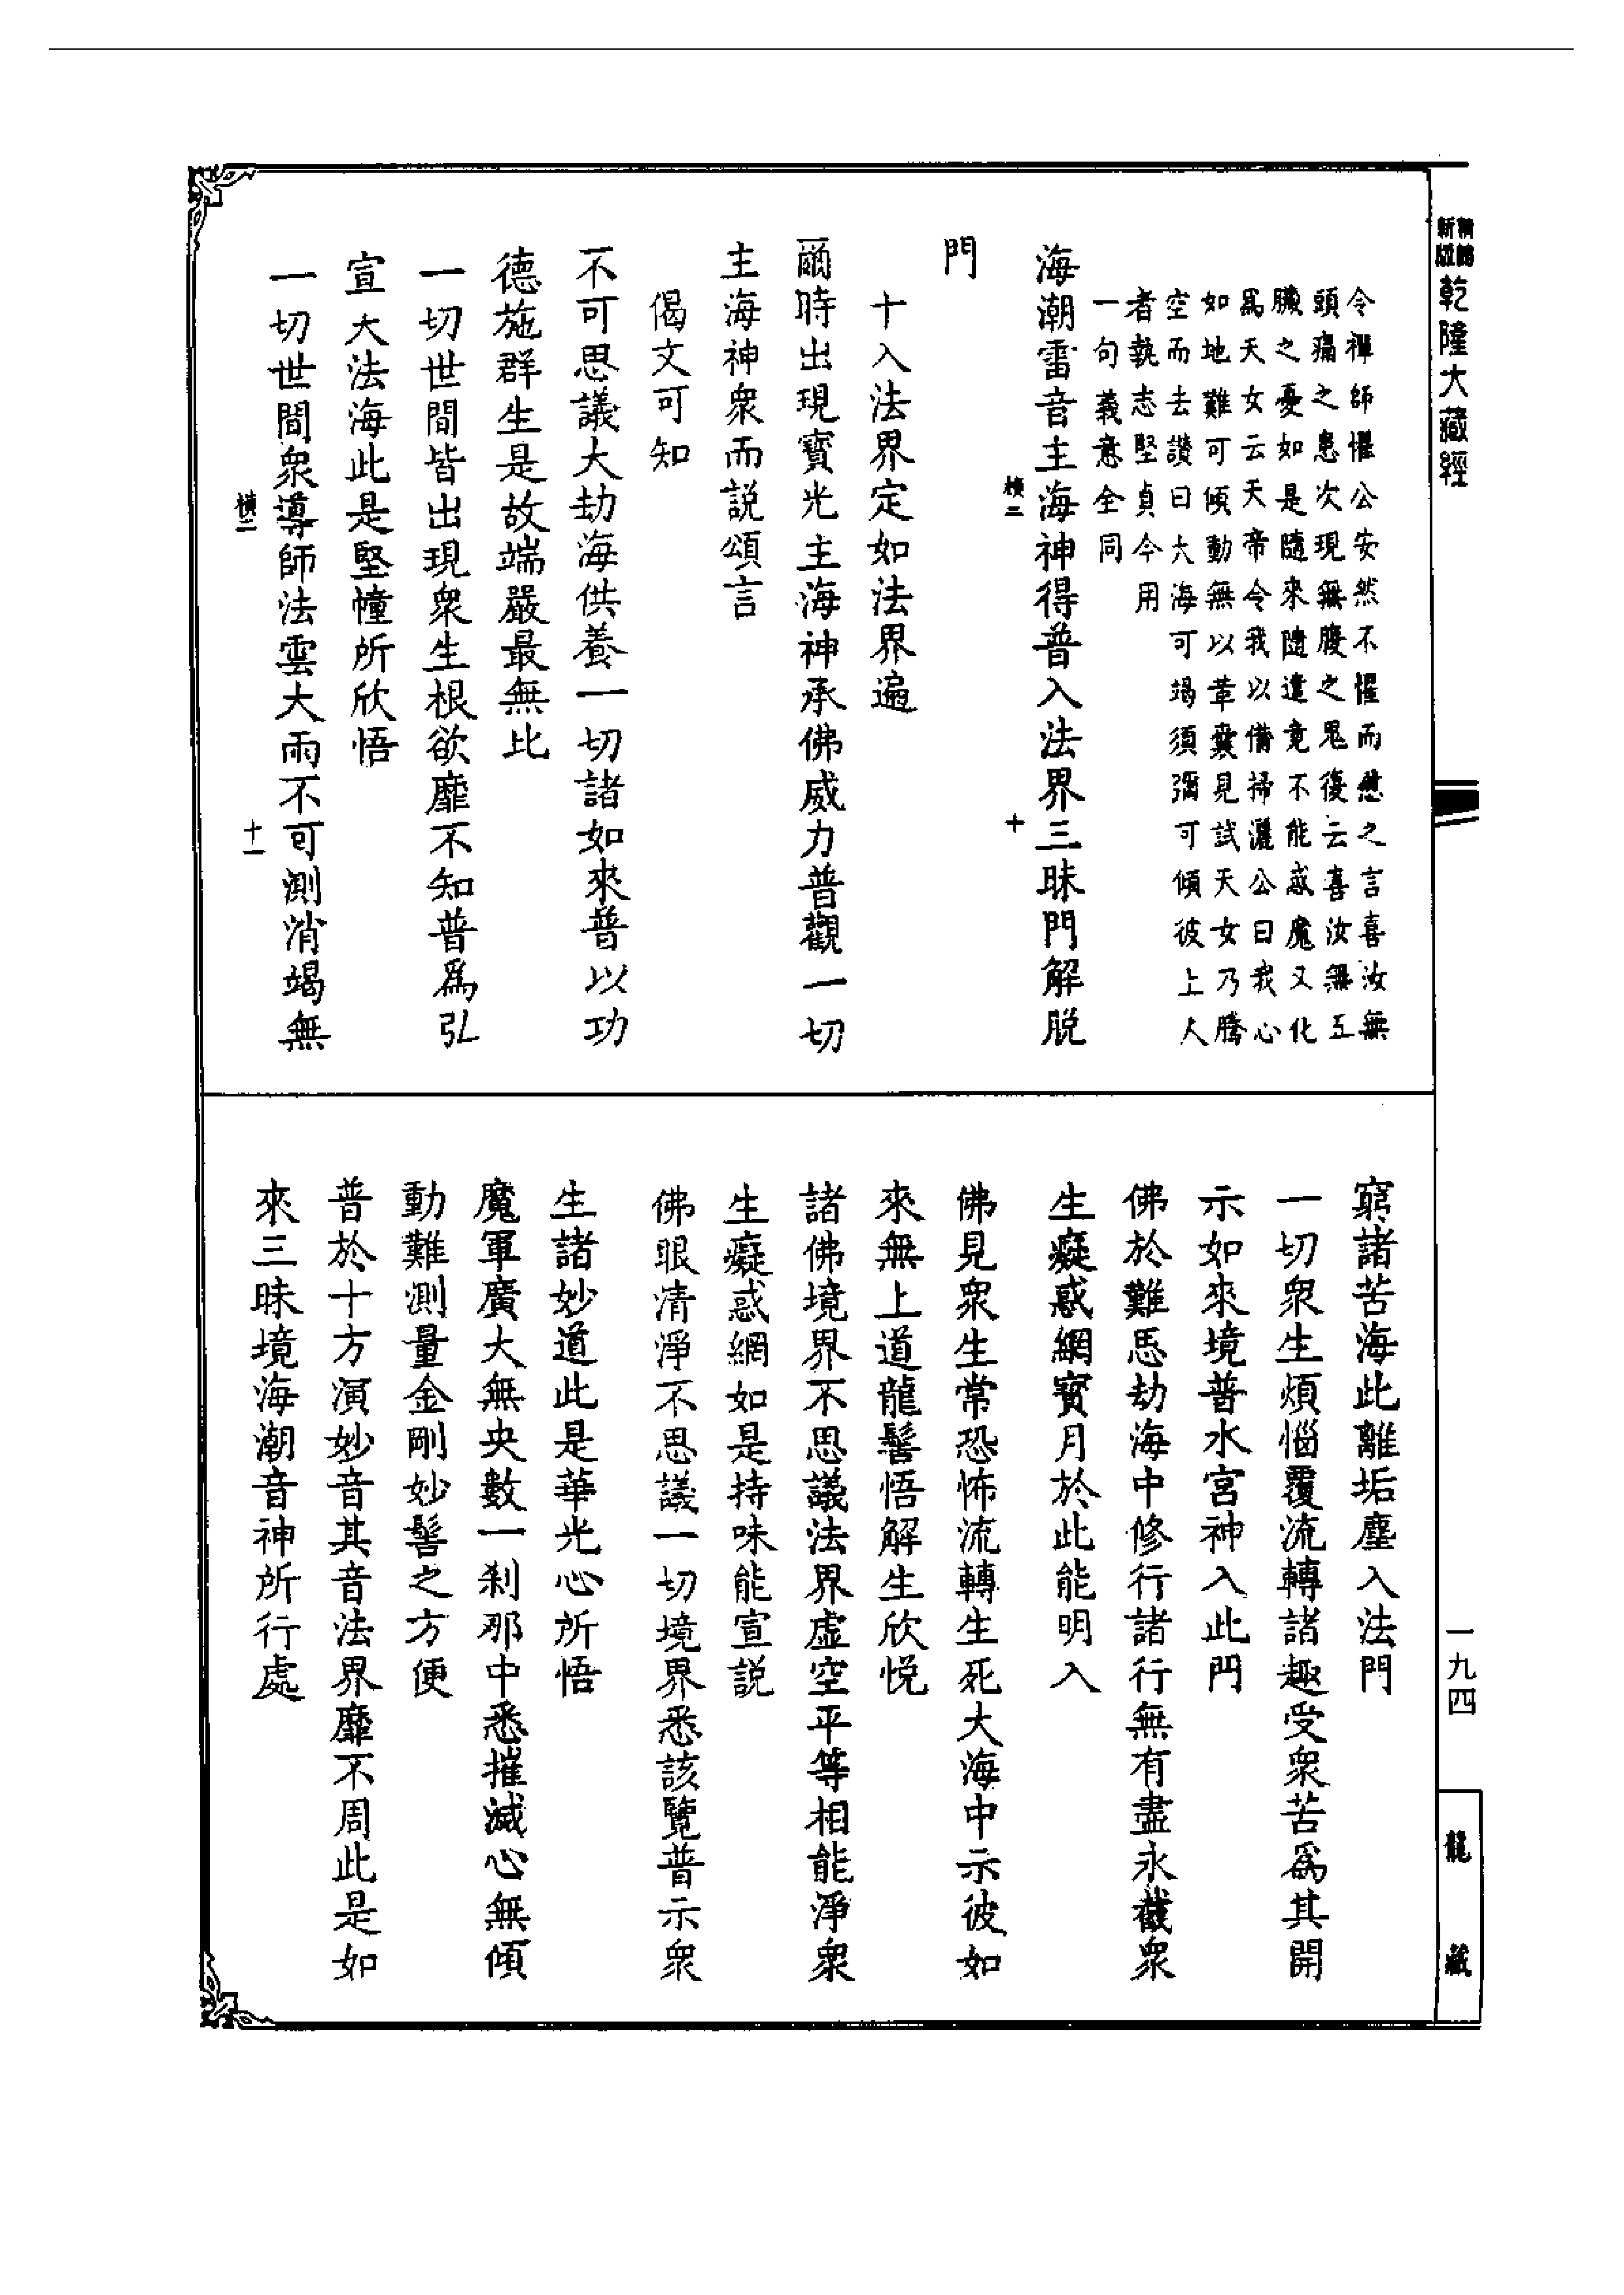 精縮新版乾隆大藏經
一九四
龍藏
令禪師懼公安然不懼而慰之言喜汝無
頭痛之患次現無腹之鬼復云喜汝無五
臟之憂如是隨來隨遣竟不能惑魔又化
爲天女云天帝令我以備掃灑公曰我心
如地難可傾動無以革囊見試天女乃騰
空而去讚曰大海可竭須彌可傾彼上人
者執志堅貞今用
一句義意全同
海潮雷音主海神得普入法界三昧門解脱
橫二
十
門
十入法界定如法界遍
爾時出現寶光主海神承佛威力普觀一切
主海神衆而説頌言
偈文可知
不可思議大劫海供養一切諸如來普以功
德施群生是故端嚴最無比
一切世間皆出現衆生根欲靡不知普爲弘
宣大法海此是堅幢所欣悟
一切世間衆導師法雲大雨不可測消竭無
橫二
十一
窮諸苦海此離垢塵入法門
一切衆生煩惱覆流轉諸趣受衆苦爲其開
示如來境普水宮神入此門
佛於難思劫海中修行諸行無有盡永截衆
生癡惑網寶月於此能明入
佛見衆生常恐怖流轉生死大海中示彼如
來無上道龍髻悟解生欣悦
諸佛境界不思議法界虛空平等相能淨衆
生癡惑網如是持味能宣説
佛眼清淨不思議一切境界悉該覽普示衆
生諸妙道此是華光心所悟
魔軍廣大無央數一刹那中悉摧滅心無傾
動難測量金剛妙髻之方便
普於十方演妙音其音法界靡不周此是如
來三昧境海潮音神所行處